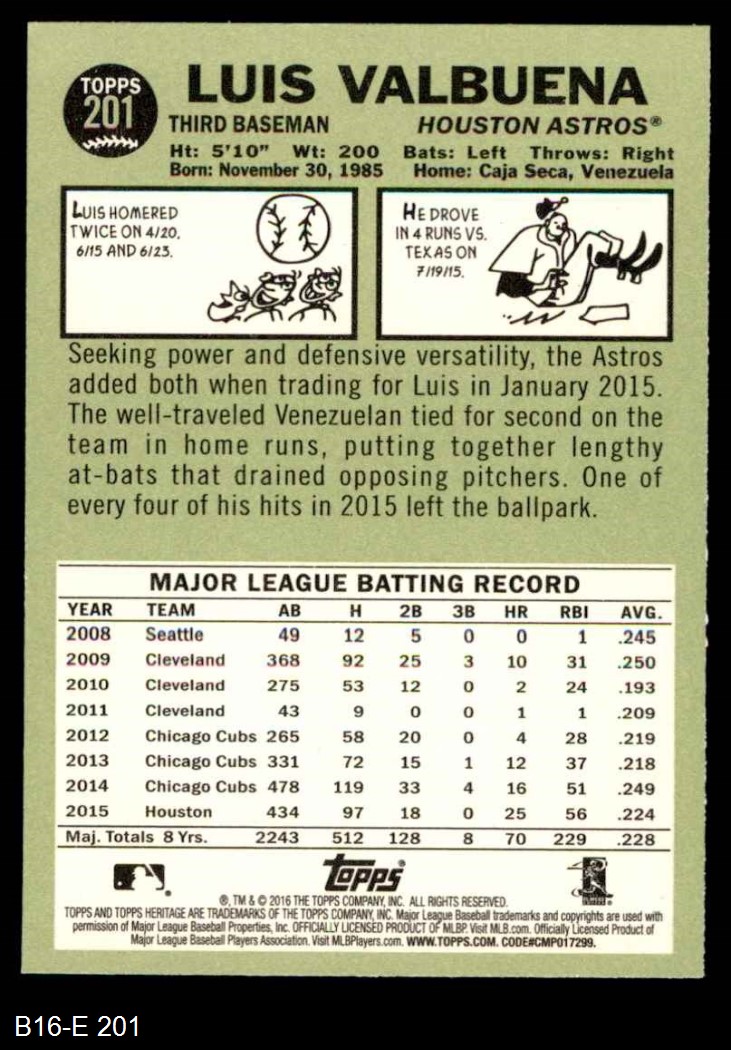 TOPPS
201
LUIS VALBUENA
THIRD BASEMAN HOUSTON ASTROS®
Ht: 5'10" Wt: 200 Bats: Left Throws: Right
Born: November 30, 1985 Home: Caja Seca, Venezuela
LUIS HOMERED
TWICE ON 4/20,
6/15 AND 6/23.
HE DROVE
IN 4 RUNS VS.
TEXAS ON
7/19/15.
Seeking power and defensive versatility, the Astros
added both when trading for Luis in January 2015.
The well-traveled Venezuelan tied for second on the
team in home runs, putting together lengthy
at-bats that drained opposing pitchers. One of
every four of his hits in 2015 left the ballpark.
MAJOR LEAGUE BATTING RECORD
YEAR TEAM AB H 2B 3B HR RBI AVG.
2008 Seattle 49 12 5 0 0 1 .245
2009 Cleveland 368 92 25 3 10 31 .250
2010 Cleveland 275 53 12 0 2 24 .193
2011 Cleveland 43 9 0 0 1 1 .209
2012 Chicago Cubs 265 58 20 0 4 28 .219
2013 Chicago Cubs 331 72 15 1 12 37 .218
2014 Chicago Cubs 478 119 33 4 16 51 .249
2015 Houston 434 97 18 0 25 56 .224
Maj. Totals 8 Yrs. 2243 512 128 8 70 229 .228
topps®
®, TM & © 2016 THE TOPPS COMPANY, INC. ALL RIGHTS RESERVED.
TOPPS AND TOPPS HERITAGE ARE TRADEMARKS OF THE TOPPS COMPANY, INC. Major League Baseball trademarks and copyrights are used with
permission of Major League Baseball Properties, Inc. OFFICIALLY LICENSED PRODUCT OF MLBP. Visit MLB.com. Officially Licensed Product of
Major League Baseball Players Association. Visit MLBPlayers.com. WWW.TOPPS.COM. CODE#CMP017299.
B16-E 201